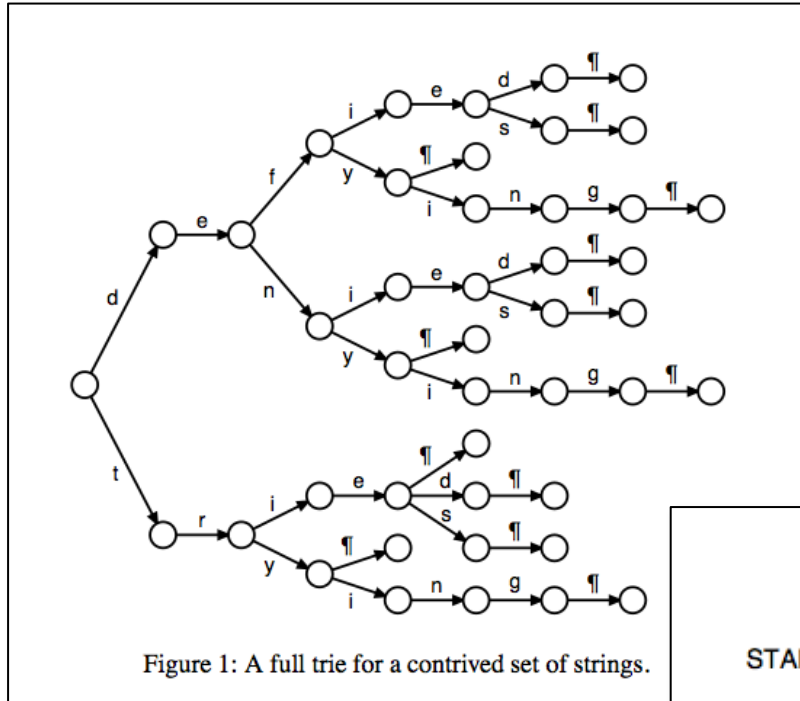 d ¶
i e s ¶
f y ¶
i n g ¶
d e
n i e d ¶
s ¶
y ¶
i n g ¶
t r i e ¶
d ¶
s ¶
y ¶
i n g ¶
Figure 1: A full trie for a contrived set of strings.